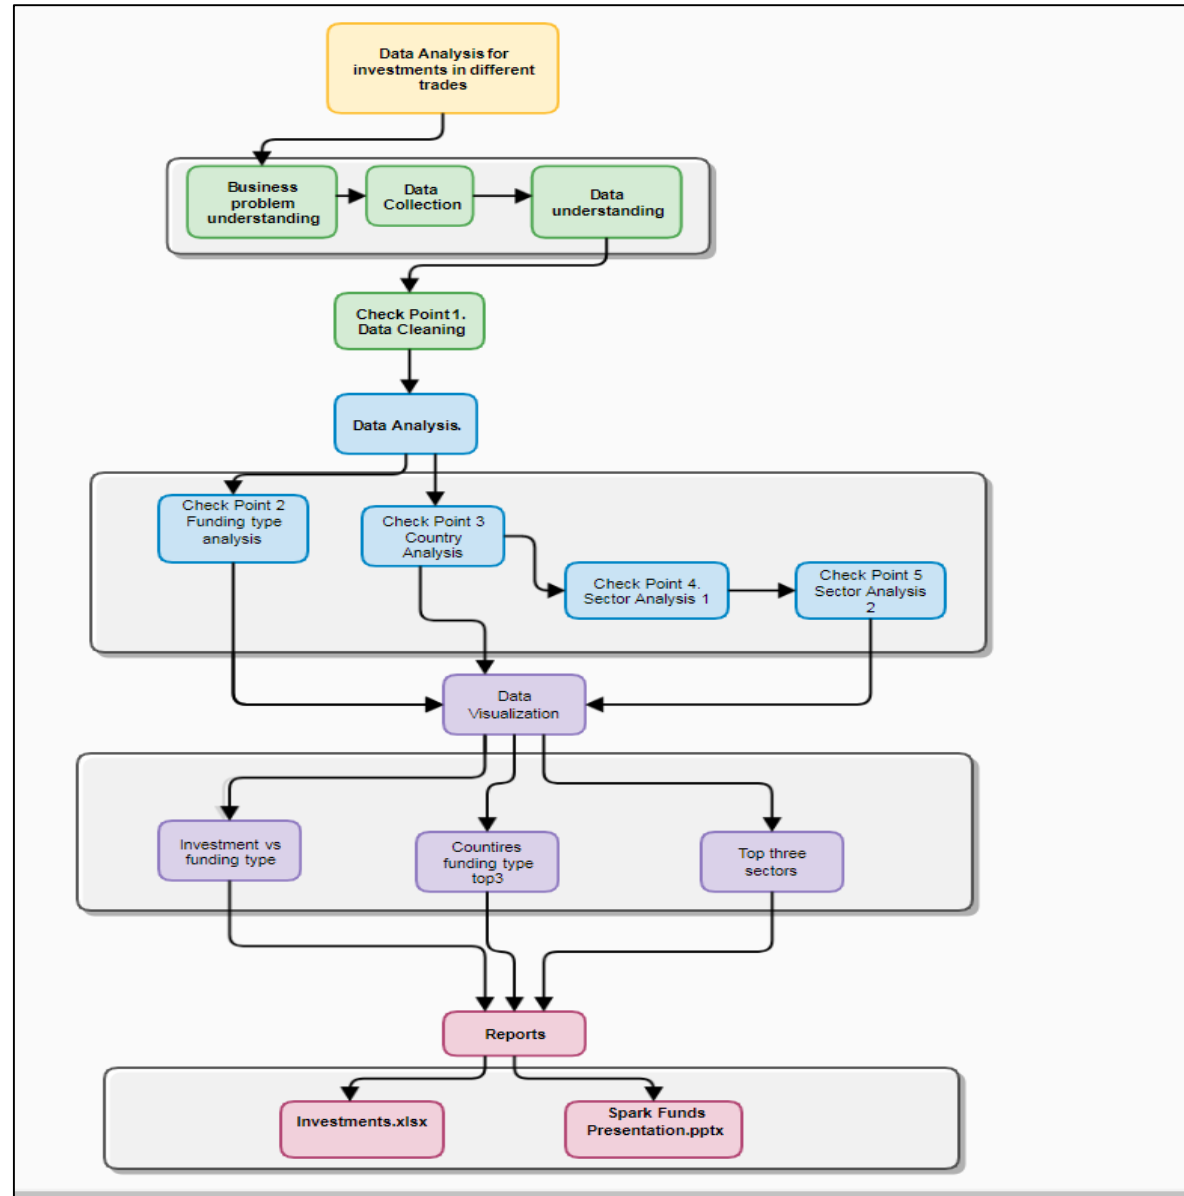 Data Analysis for
investments in different
trades
Business
problem
understanding
Data
Collection
Data
understanding
Check Point 1.
Data Cleaning
Data Analysis.
Check Point 2
Funding type
analysis
Check Point 3
Country
Analysis
Check Point 4.
Sector Analysis 1
Check Point 5
Sector Analysis
2
Data
Visualization
Investment vs
funding type
Countires
funding type
top3
Top three
sectors
Reports
Investments.xlsx
Spark Funds
Presentation.pptx